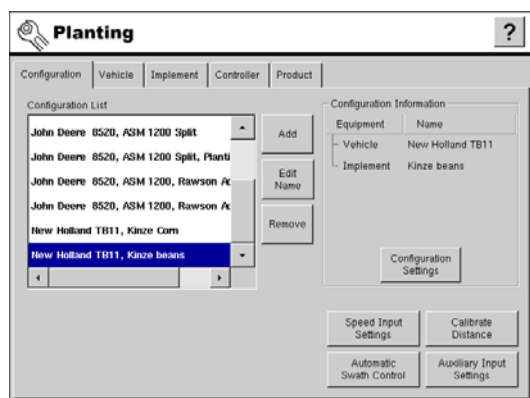 Planting
?
Configuration Vehicle Implement Controller Product
Configuration List
John Deere 8520, ASM 1200 Split
John Deere 8520, ASM 1200 Split, Planti
John Deere 8520, ASM 1200, Rawson Ac
John Deere 8520, ASM 1200, Rawson Ac
New Holland TB11, Kinze Corn
New Holland TB11, Kinze beans
Add
Edit
Name
Remove
Configuration Information
Equipment Name
Vehicle New Holland TB11
Implement Kinze beans
Configuration
Settings
Speed Input
Settings
Calibrate
Distance
Automatic
Swath Control
Auxiliary Input
Settings